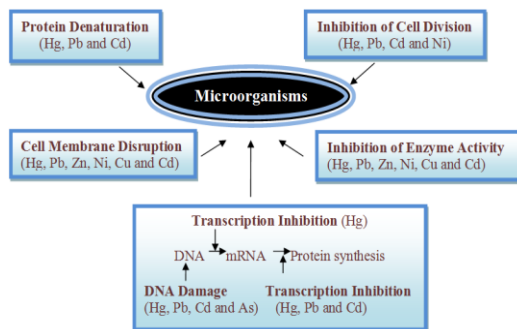 Protein Denaturation
(Hg, Pb and Cd)
Inhibition of Cell Division
(Hg, Pb, Cd and Ni)
Microorganisms
Cell Membrane Disruption
(Hg, Pb, Zn, Ni, Cu and Cd)
Inhibition of Enzyme Activity
(Hg, Pb, Zn, Ni, Cu and Cd)
Transcription Inhibition (Hg)
DNA mRNA Protein synthesis
DNA Damage
(Hg, Pb, Cd and As)
Transcription Inhibition
(Hg, Pb and Cd)